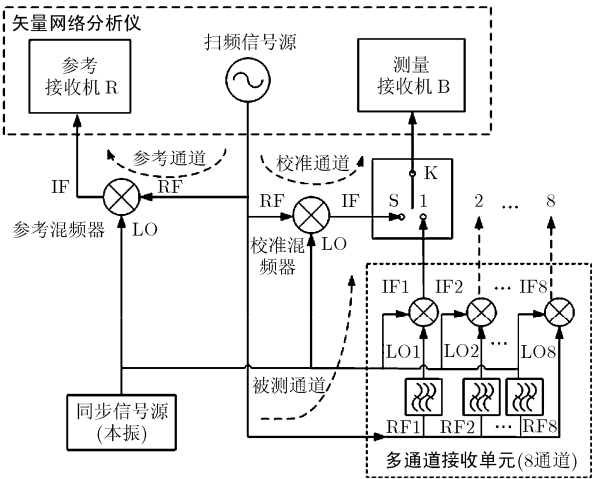 矢量网络分析仪
参考
接收机 R
扫频信号源
测量
接收机 B
参考通道
校准通道
IF
RF
参考混频器
LO
RF
IF
校准混
频器
LO
K
S
1
2
...
8
IF1
IF2
...
IF8
LO1
LO2
...
LO8
被测通道
同步信号源
(本振)
RF1
RF2
...
RF8
多通道接收单元(8通道)